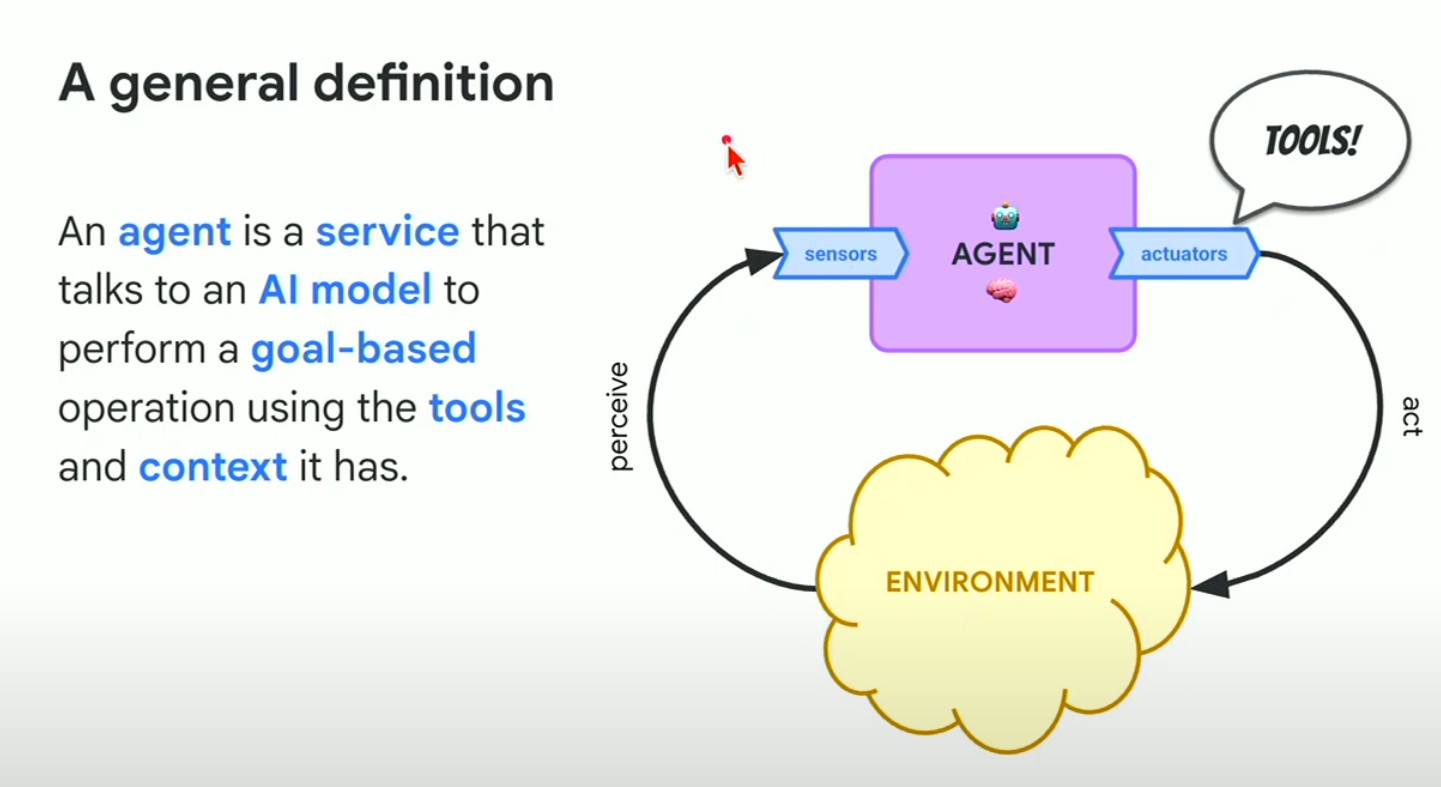 A general definition
An agent is a service that
talks to an AI model to
perform a goal-based
operation using the tools
and context it has.
TOOLS!
sensors
AGENT
actuators
perceive
act
ENVIRONMENT